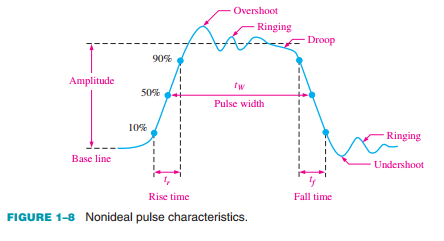 Overshoot
Ringing
Droop
90%
Amplitude
tW
50%
Pulse width
10%
Ringing
Base line
Undershoot
tr
tf
Rise time
Fall time
FIGURE 1–8 Nonideal pulse characteristics.